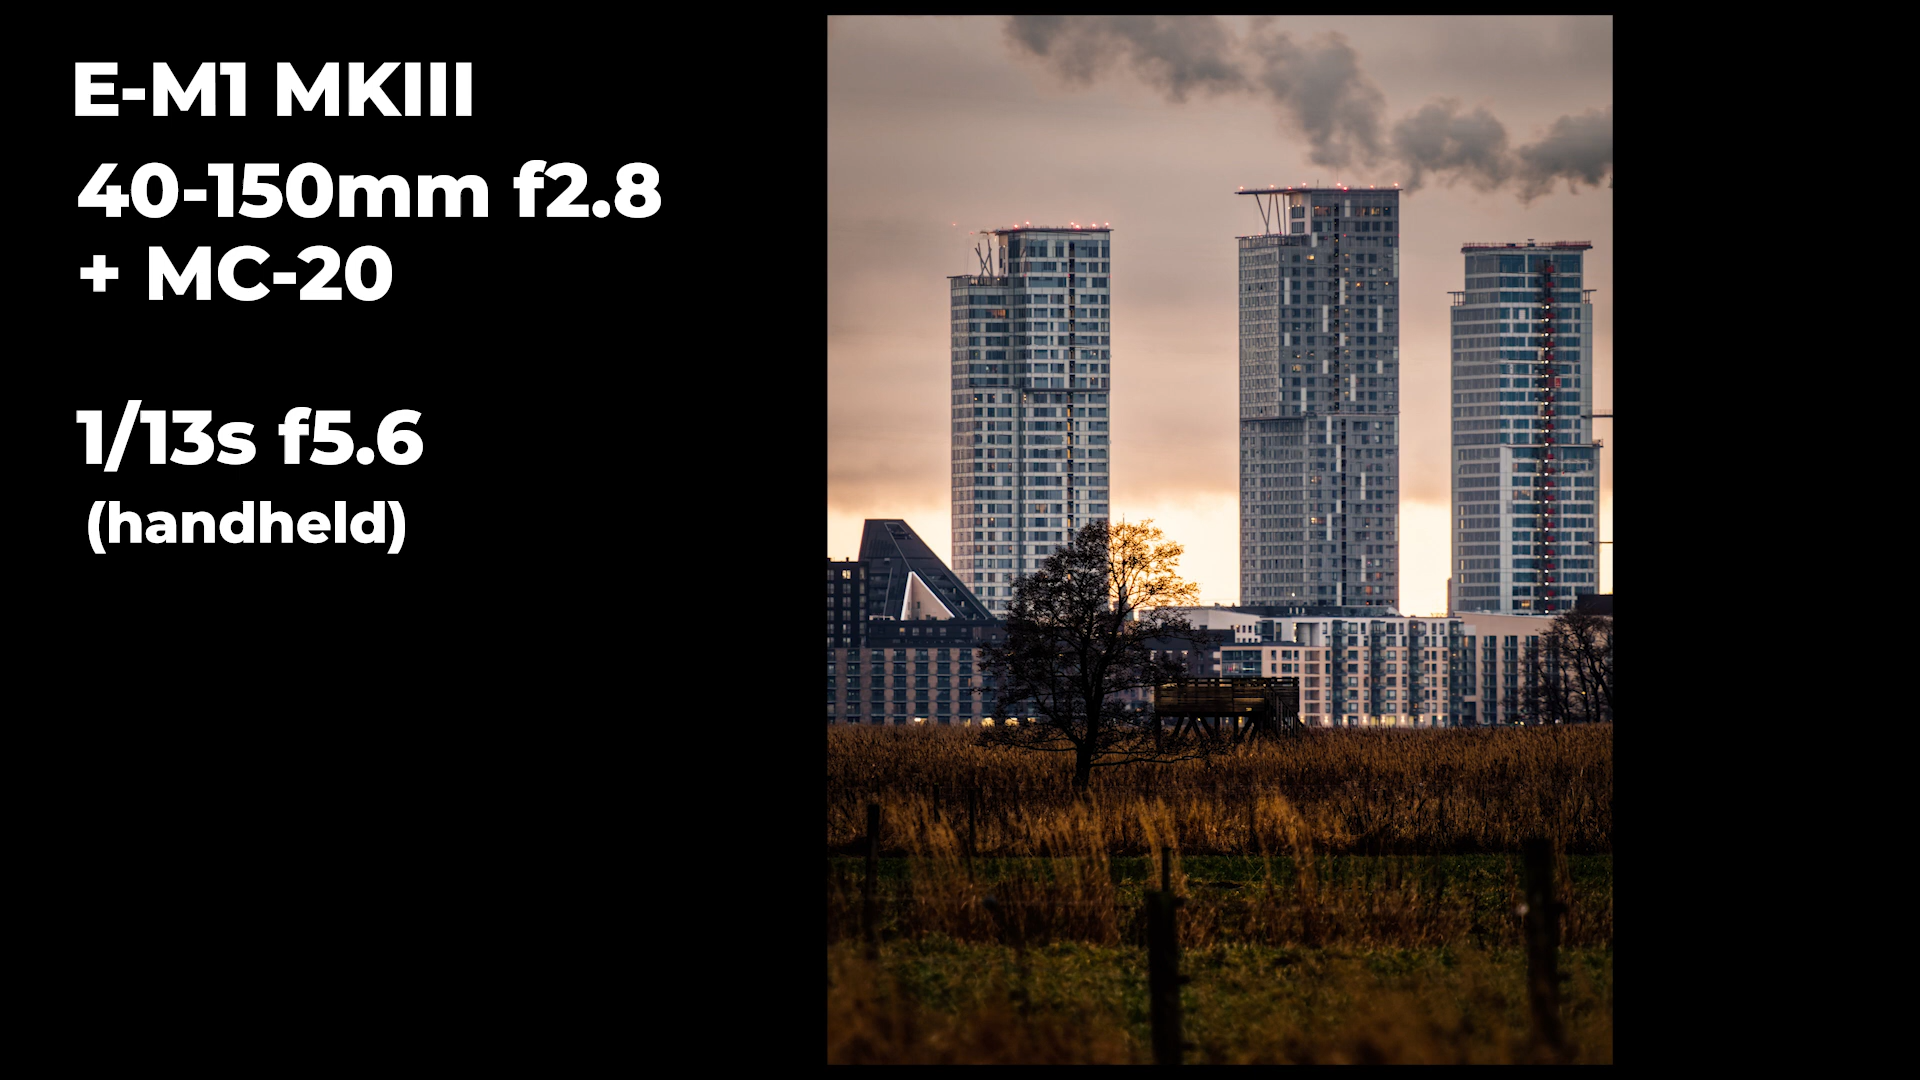 E-M1 MKIII
40-150mm f2.8
+ MC-20
1/13s f5.6
(handheld)